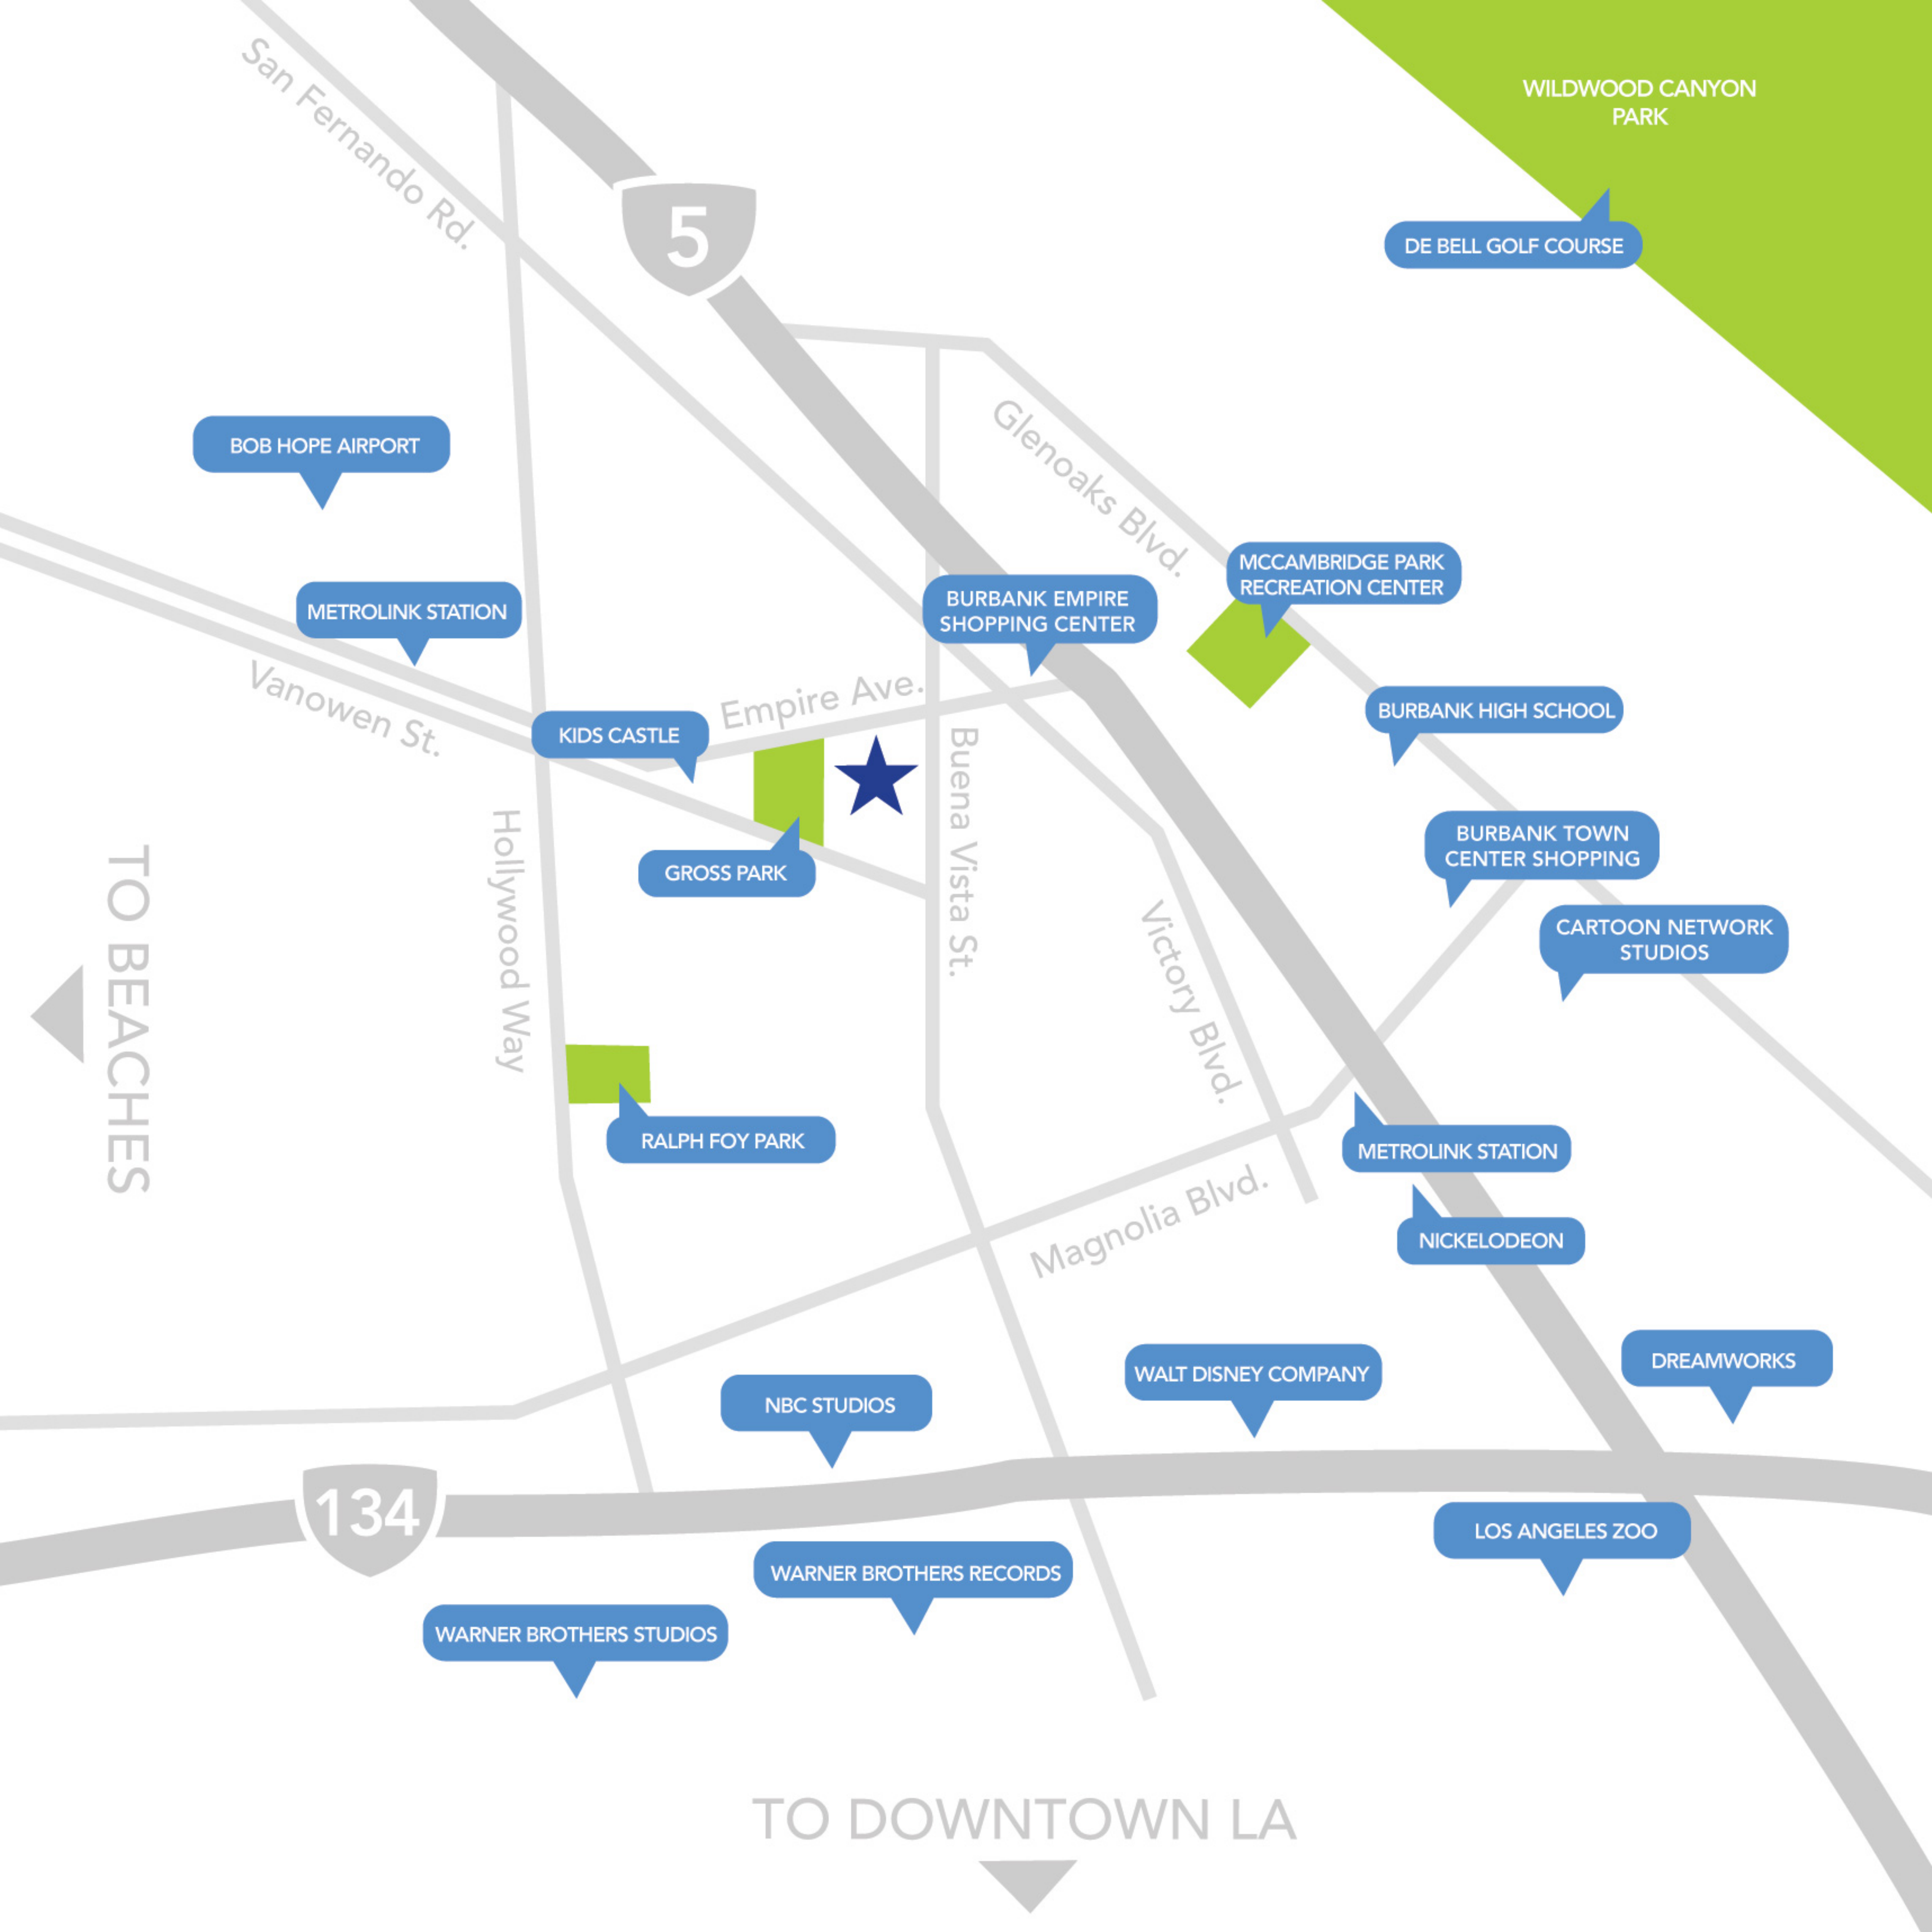 WILDWOOD CANYON
PARK
San Fernando Rd.
5
DE BELL GOLF COURSE
BOB HOPE AIRPORT
Glenoaks Blvd.
MCCAMBRIDGE PARK
RECREATION CENTER
METROLINK STATION
BURBANK EMPIRE
SHOPPING CENTER
Vanowen St.
Empire Ave.
KIDS CASTLE
BURBANK HIGH SCHOOL
Buena Vista St.
Hollywood Way
BURBANK TOWN
CENTER SHOPPING
GROSS PARK
TO BEACHES
Victory Blvd.
CARTOON NETWORK
STUDIOS
RALPH FOY PARK
METROLINK STATION
Magnolia Blvd.
NICKELODEON
WALT DISNEY COMPANY
DREAMWORKS
NBC STUDIOS
134
LOS ANGELES ZOO
WARNER BROTHERS RECORDS
WARNER BROTHERS STUDIOS
TO DOWNTOWN LA